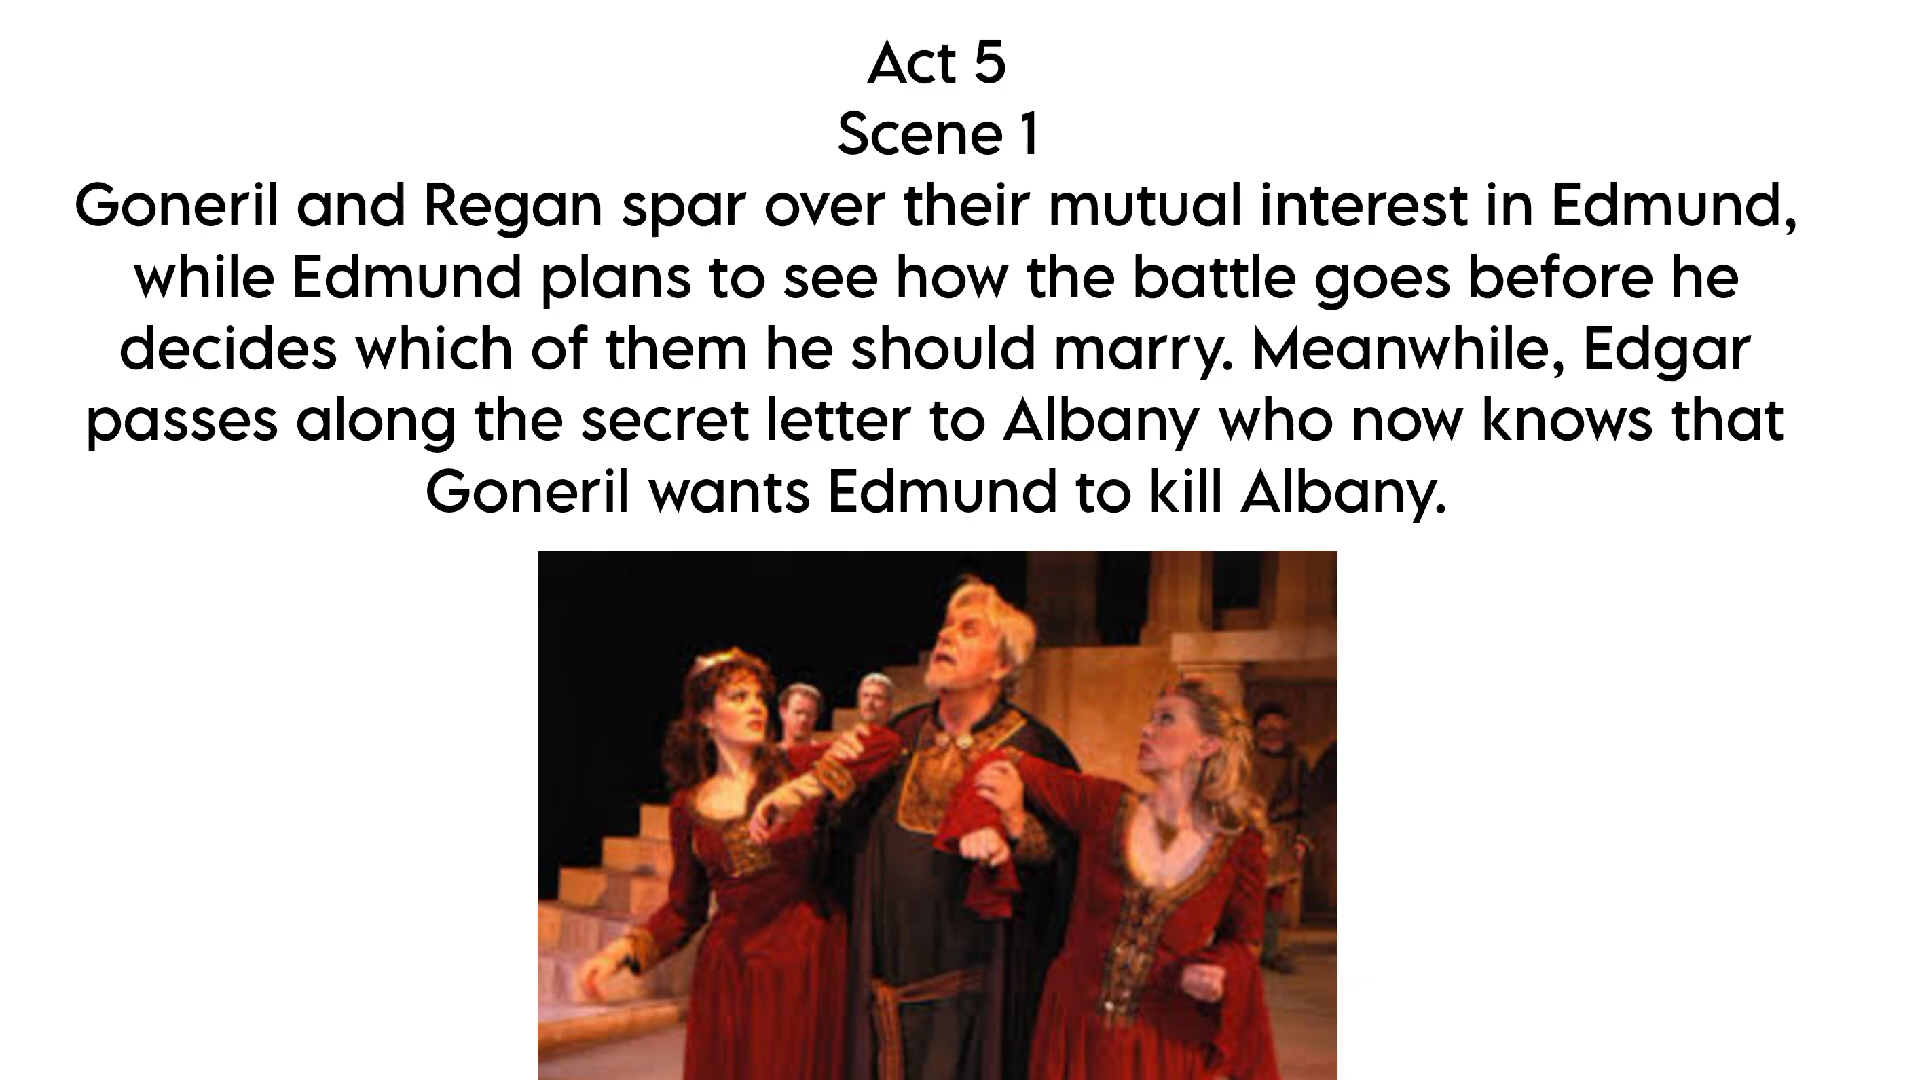 Act 5
Scene 1
Goneril and Regan spar over their mutual interest in Edmund,
while Edmund plans to see how the battle goes before he
decides which of them he should marry. Meanwhile, Edgar
passes along the secret letter to Albany who now knows that
Goneril wants Edmund to kill Albany.